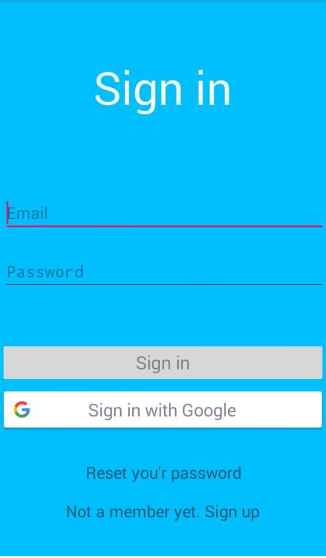 Sign in
Email
Password
Sign in
Sign in with Google
Reset you'r password
Not a member yet. Sign up